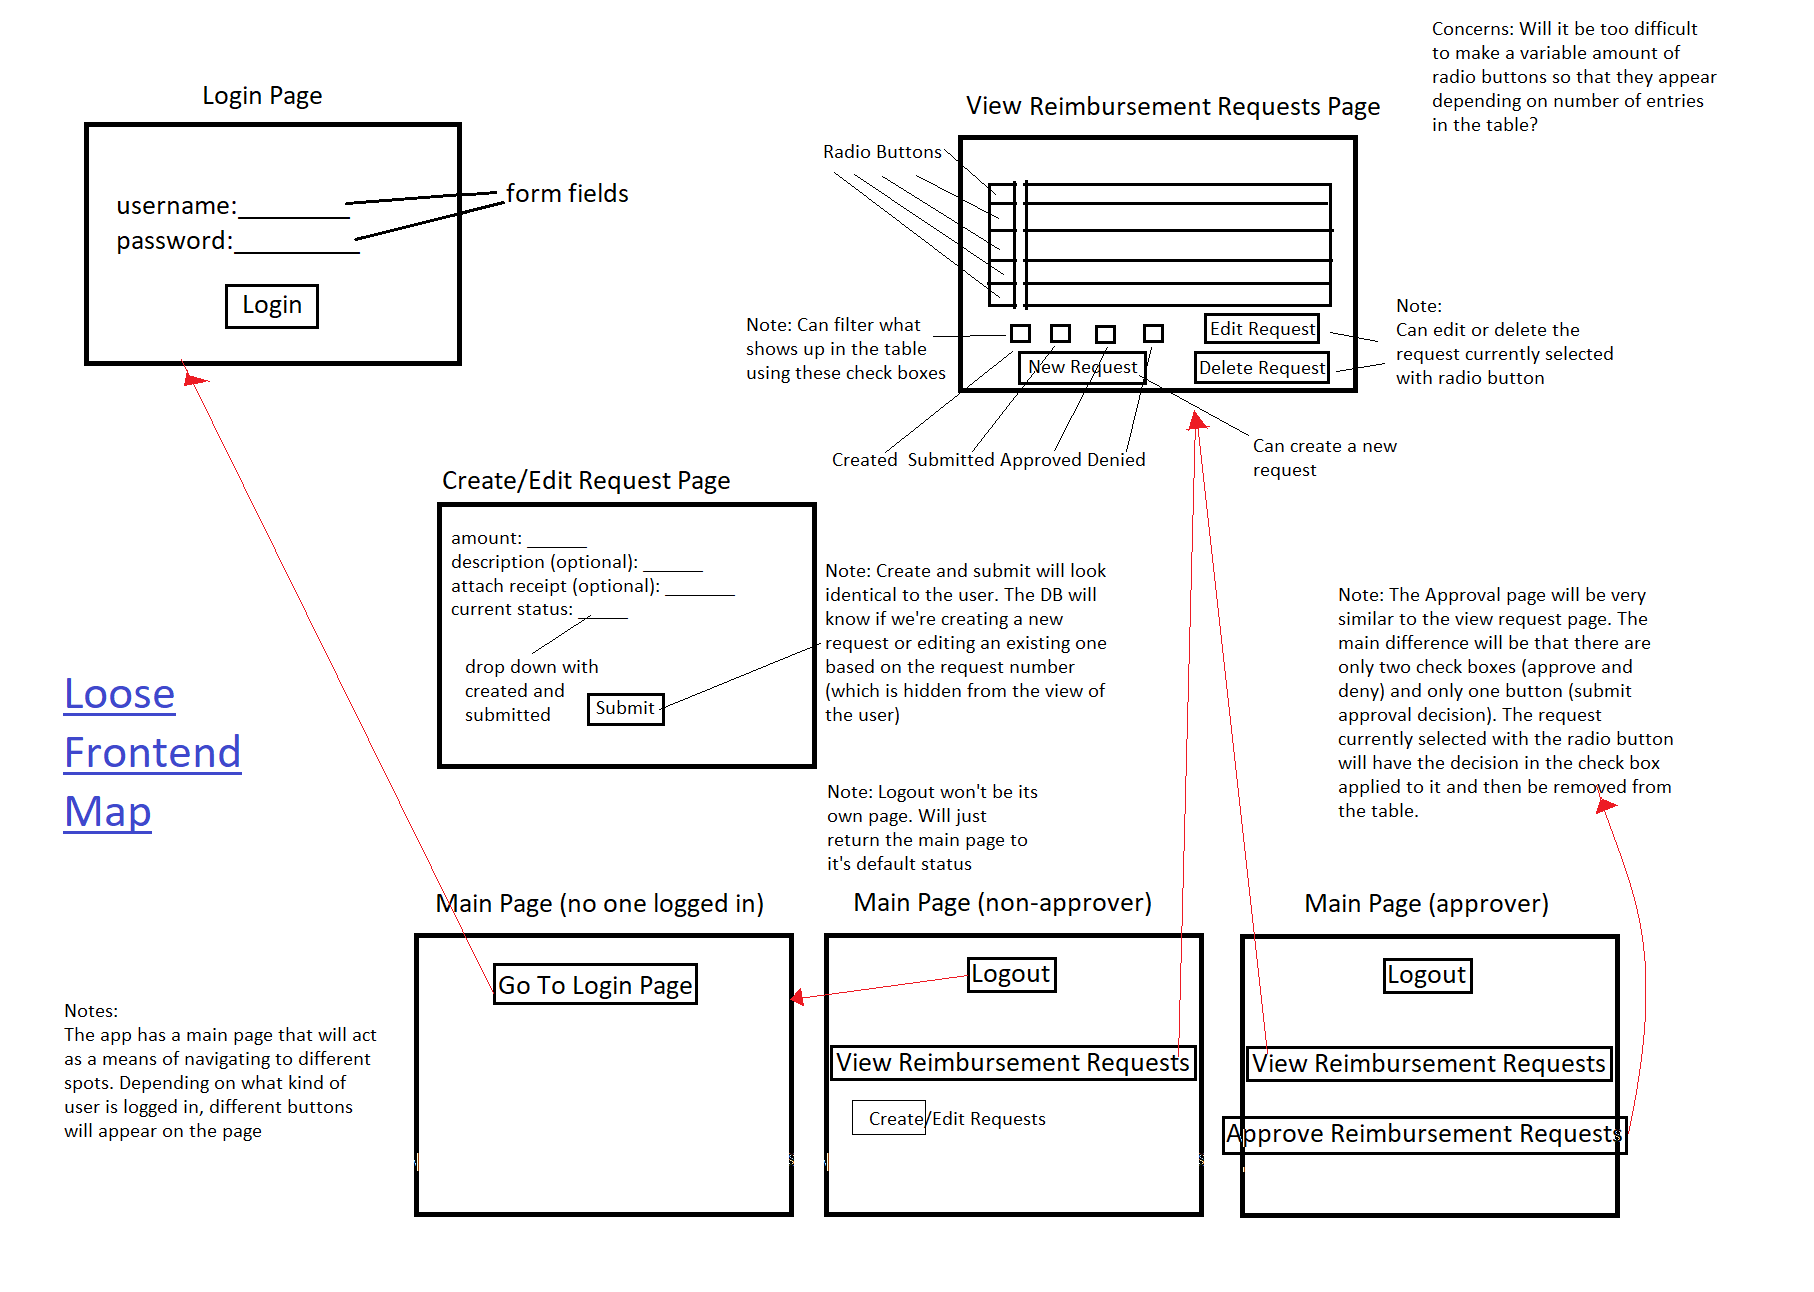 Concerns: Will it be too difficult
to make a variable amount of
radio buttons so that they appear
depending on number of entries
in the table?
Login Page
username:________
password:_________
form fields
Login
View Reimbursement Requests Page
Radio Buttons
Note: Can filter what
shows up in the table
using these check boxes
Edit Request
New Request
Delete Request
Note:
Can edit or delete the
request currently selected
with radio button
Created Submitted Approved Denied
Can create a new
request
Create/Edit Request Page
amount: ______
description (optional): ______
attach receipt (optional): _______
current status: _____
drop down with
created and
submitted
Submit
Note: Create and submit will look
identical to the user. The DB will
know if we're creating a new
request or editing an existing one
based on the request number
(which is hidden from the view of
the user)
Note: The Approval page will be very
similar to the view request page. The
main difference will be that there are
only two check boxes (approve and
deny) and only one button (submit
approval decision). The request
currently selected with the radio button
will have the decision in the check box
applied to it and then be removed from
the table.
Loose
Frontend
Map
Note: Logout won't be its
own page. Will just
return the main page to
it's default status
Main Page (no one logged in)
Go To Login Page
Main Page (non-approver)
Logout
View Reimbursement Requests
Create/Edit Requests
Main Page (approver)
Logout
View Reimbursement Requests
Approve Reimbursement Requests
Notes:
The app has a main page that will act
as a means of navigating to different
spots. Depending on what kind of
user is logged in, different buttons
will appear on the page